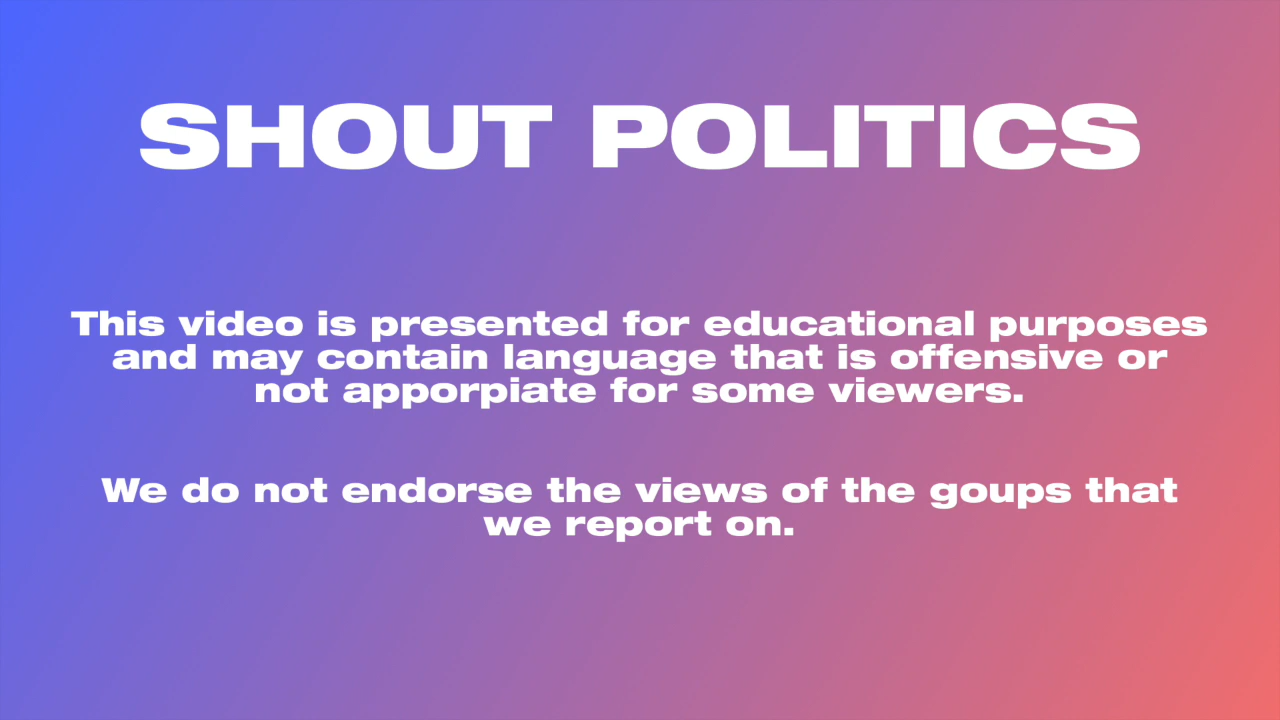 SHOUT POLITICS
This video is presented for educational purposes
and may contain language that is offensive or
not apporpiate for some viewers.
We do not endorse the views of the goups that
we report on.